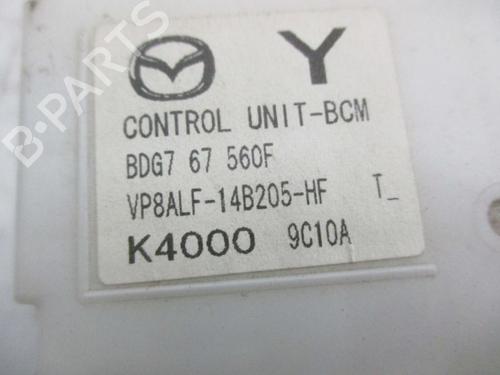 B-PARTS
Y
CONTROL UNIT-BCM
BDG7 67 560F
VP8ALF-14B205-HF T_
K4000 9C10A